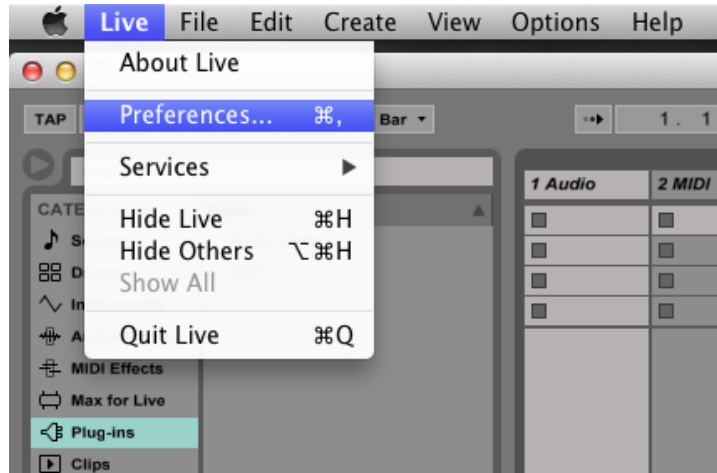 Live File Edit Create View Options Help
About Live
Preferences... ⌘,
Services
Hide Live ⌘H
Hide Others ⌥⌘H
Show All
Quit Live ⌘Q
TAP
Bar
1. 1
1 Audio
2 MIDI
CATE
MIDI Effects
Max for Live
Plug-ins
Clips